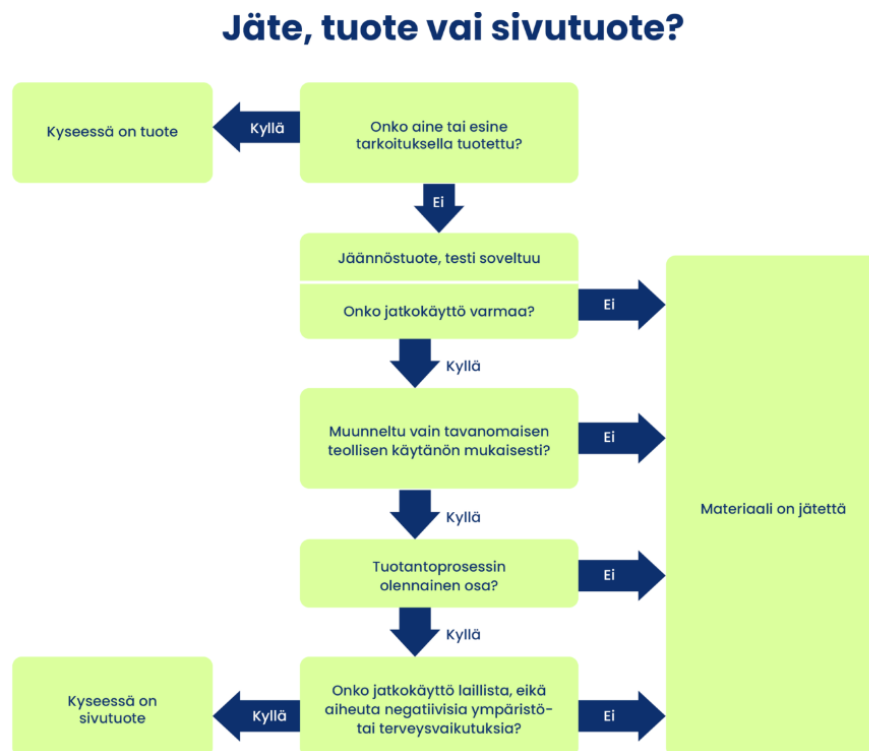 Jäte, tuote vai sivutuote?
Kyseessä on tuote
Kyllä
Onko aine tai esine
tarkoituksella tuotettu?
Ei
Jäännöstuote, testi soveltuu
Onko jatkokäyttö varmaa?
Ei
Kyllä
Muunneltu vain tavanomaisen
teollisen käytänön mukaisesti?
Ei
Materiaali on jätettä
Kyllä
Tuotantoprosessin
olennainen osa?
Ei
Kyllä
Kyseessä on
sivutuote
Kyllä
Onko jatkokäyttö laillista, eikä
aiheuta negatiivisia ympäristö-
tai terveysvaikutuksia?
Ei